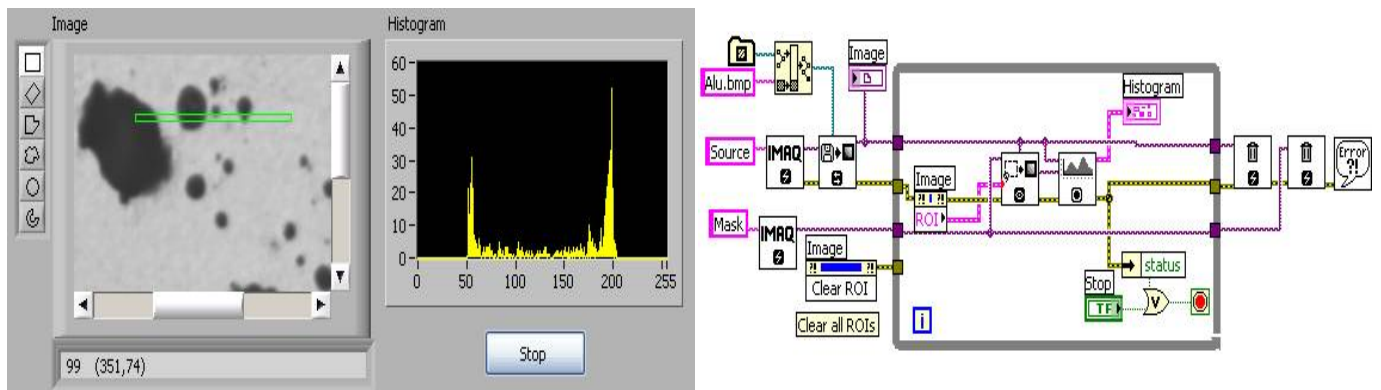 Image
Histogram
60
50
40
30
20
10
0
0 50 100 150 200 255
Stop
99 (351,74)
Alu.bmp
Image
Histogram
Source
IMAQ
Image
ROI
Error
?!
Mask
IMAQ
Image
?! ?!
Clear ROI
Clear all ROIs
status
Stop
TF
V
i